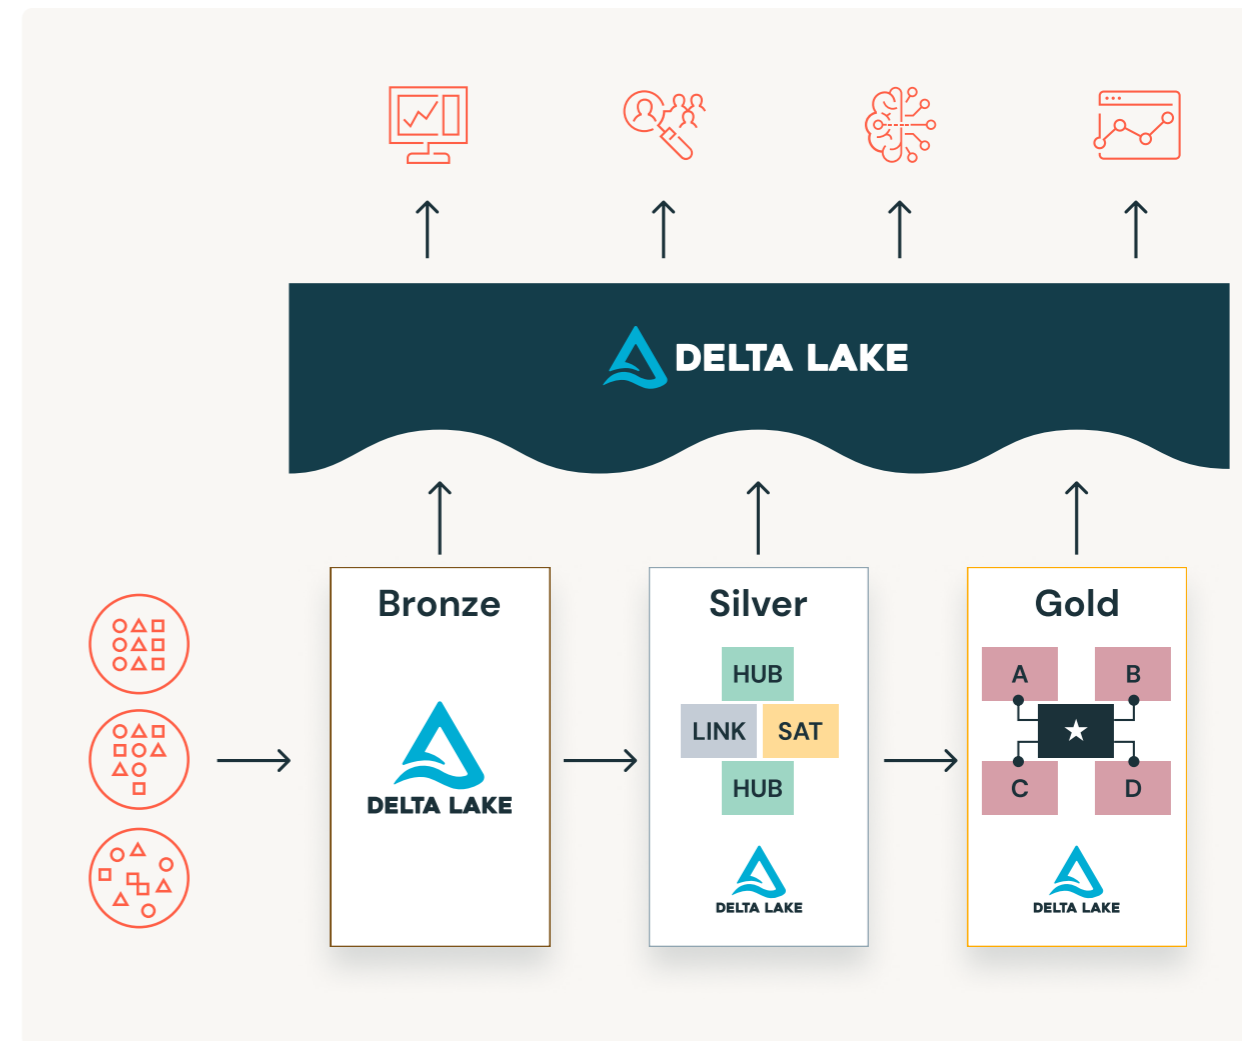 DELTA LAKE
Bronze
Silver
Gold
HUB
LINK SAT
HUB
A B
C D
DELTA LAKE
DELTA LAKE
DELTA LAKE